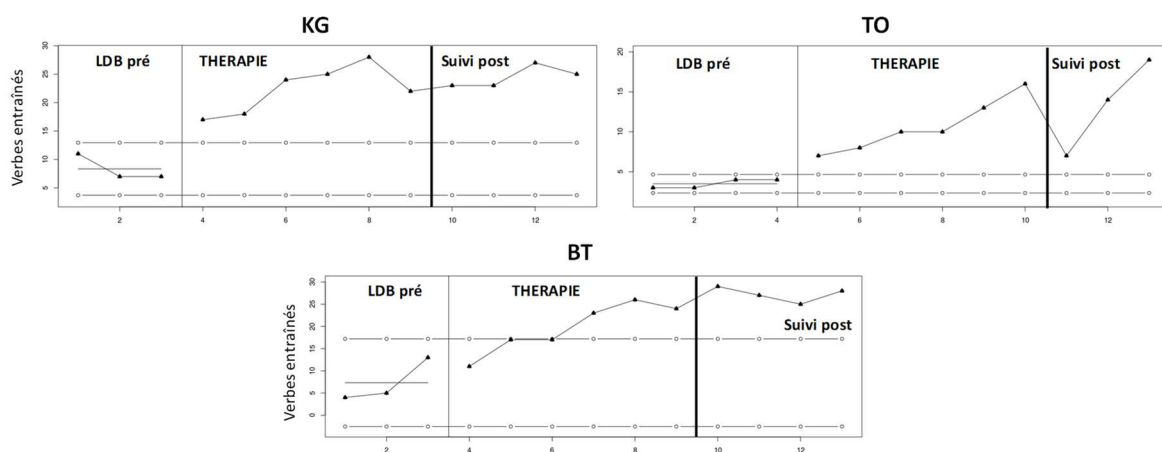 KG
LDB pré THERAPIE Suivi post
Verbes entraînés
30
25
20
15
10
5
2 4 6 8 10 12
TO
LDB pré THERAPIE Suivi post
20
15
10
5
2 4 6 8 10 12
BT
LDB pré THERAPIE
Suivi post
Verbes entraînés
30
25
20
15
10
5
0
2 4 6 8 10 12